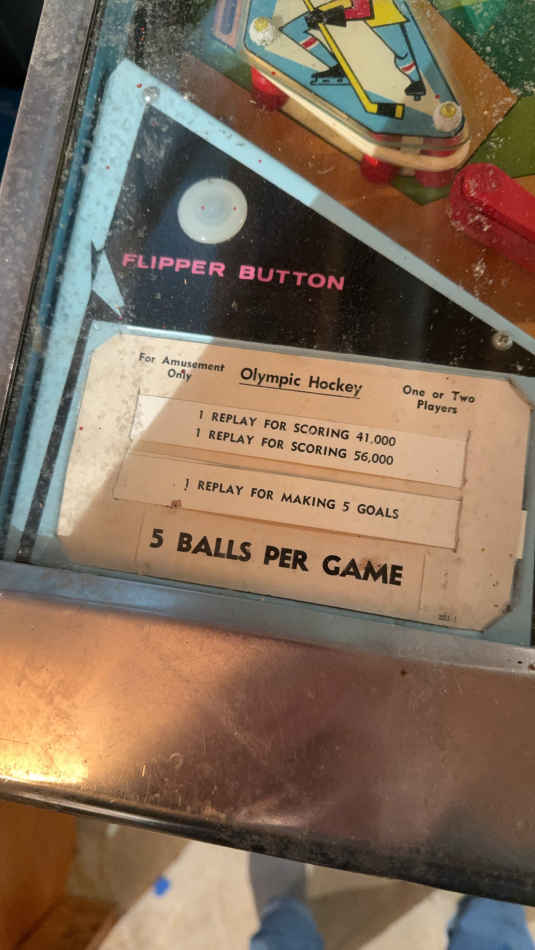 FLIPPER BUTTON
For Amusement Only
Olympic Hockey
One or Two Players
1 REPLAY FOR SCORING 41,000
1 REPLAY FOR SCORING 56,000
1 REPLAY FOR MAKING 5 GOALS
5 BALLS PER GAME